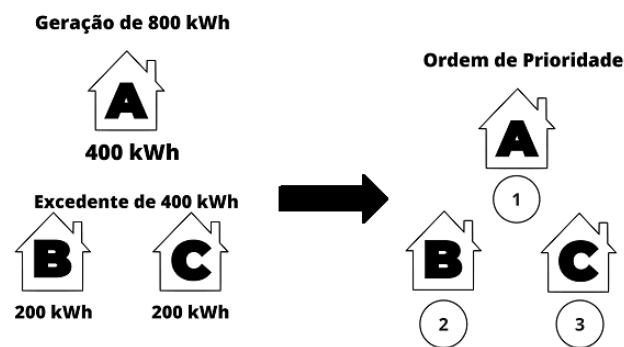 Geração de 800 kWh
A
400 kWh
Excedente de 400 kWh
B
C
200 kWh
200 kWh
Ordem de Prioridade
A
1
B
C
2
3